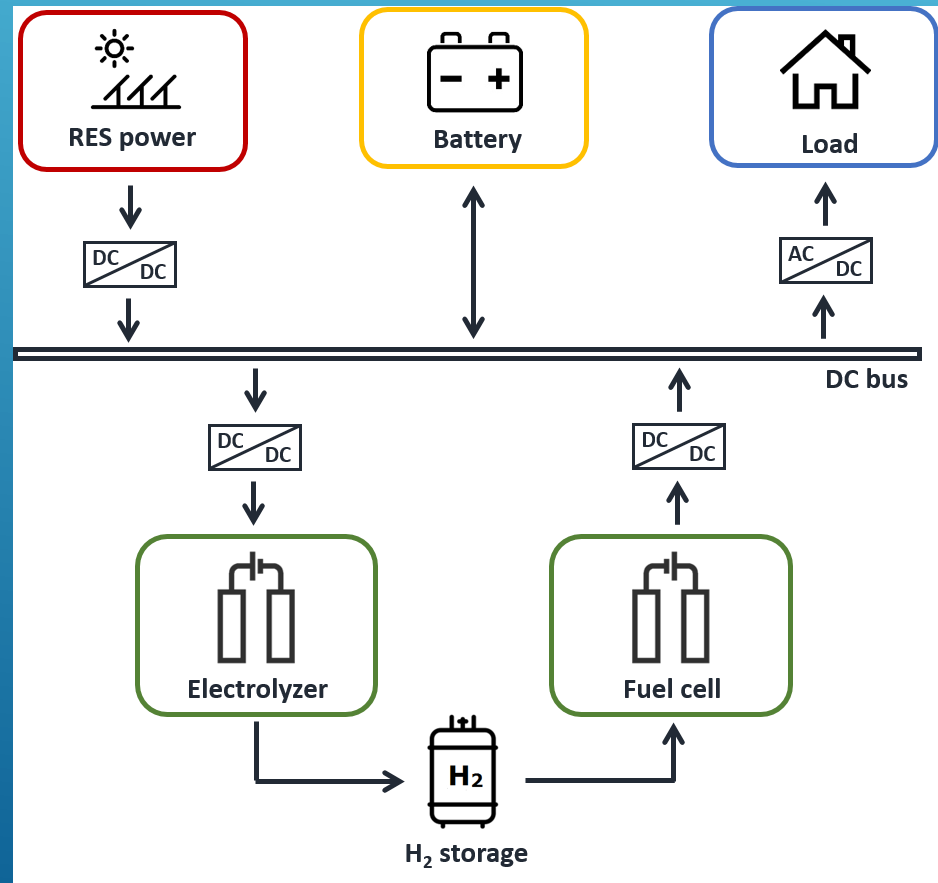 RES power
Battery
Load
DC
DC
AC
DC
DC bus
DC
DC
DC
DC
Electrolyzer
Fuel cell
H₂
H₂ storage